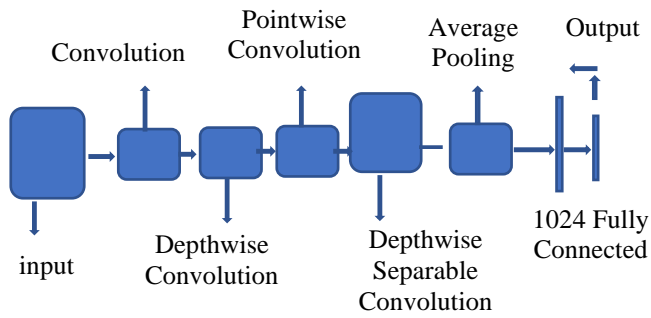 Convolution
Pointwise
Convolution
Average
Pooling
Output
input
Depthwise
Convolution
Depthwise
Separable
Convolution
1024 Fully
Connected